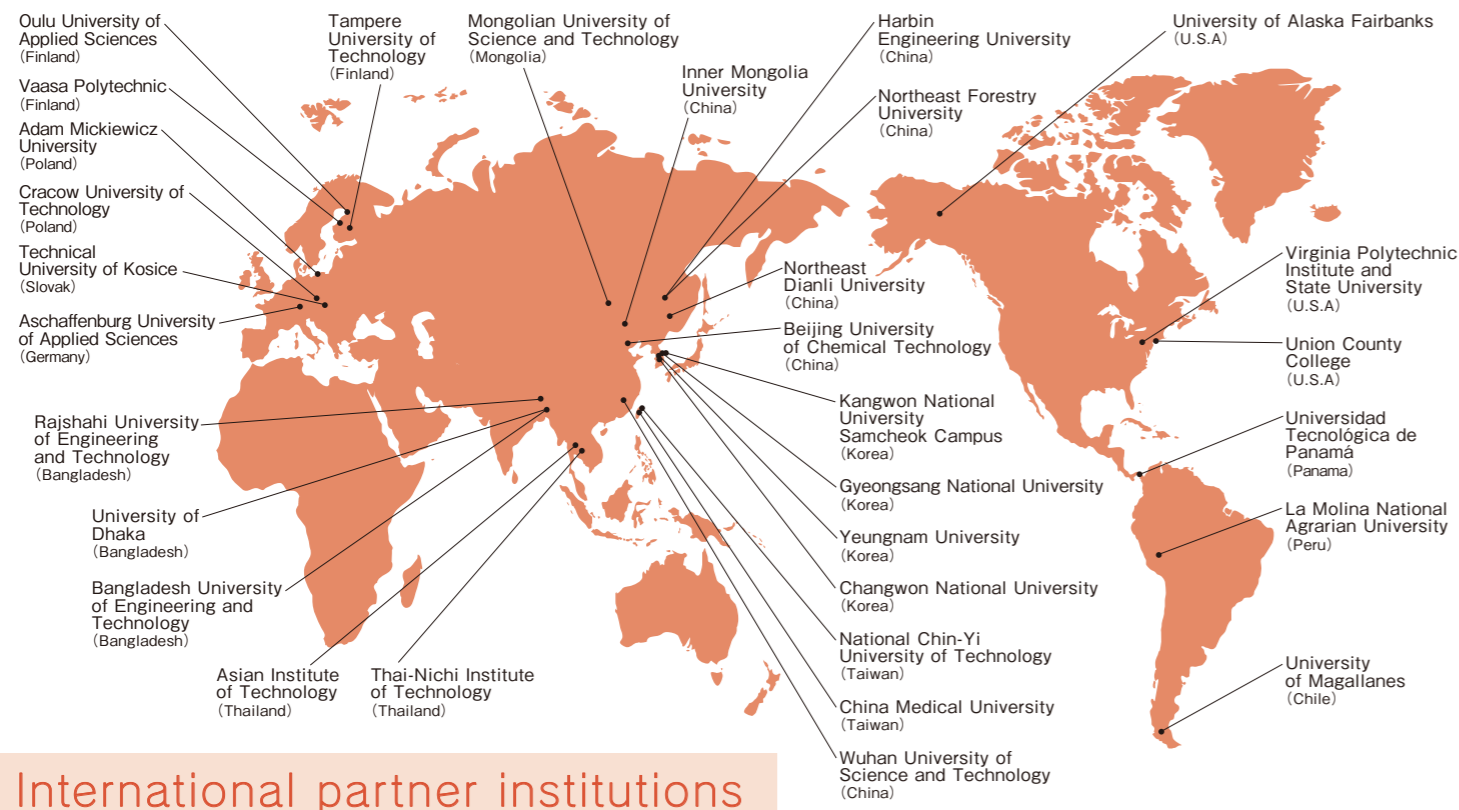 Oulu University of
Applied Sciences
(Finland)
Vaasa Polytechnic
(Finland)
Adam Mickiewicz
University
(Poland)
Cracow University of
Technology
(Poland)
Technical
University of Kosice
(Slovak)
Aschaffenburg University
of Applied Sciences
(Germany)
Tampere
University of
Technology
(Finland)
Mongolian University of
Science and Technology
(Mongolia)
Inner Mongolia
University
(China)
Harbin
Engineering University
(China)
Northeast Forestry
University
(China)
University of Alaska Fairbanks
(U.S.A)
Northeast
Dianli University
(China)
Beijing University
of Chemical Technology
(China)
Kangwon National
University
Samcheok Campus
(Korea)
Gyeongsang National University
(Korea)
Yeungnam University
(Korea)
Changwon National University
(Korea)
National Chin-Yi
University of Technology
(Taiwan)
China Medical University
(Taiwan)
Wuhan University of
Science and Technology
(China)
Virginia Polytechnic
Institute and
State University
(U.S.A)
Union County
College
(U.S.A)
Universidad
Tecnológica de
Panamá
(Panama)
La Molina National
Agrarian University
(Peru)
University
of Magallanes
(Chile)
Rajshahi University
of Engineering
and Technology
(Bangladesh)
University of
Dhaka
(Bangladesh)
Bangladesh University
of Engineering and
Technology
(Bangladesh)
Asian Institute
of Technology
(Thailand)
Thai-Nichi Institute
of Technology
(Thailand)
International partner institutions